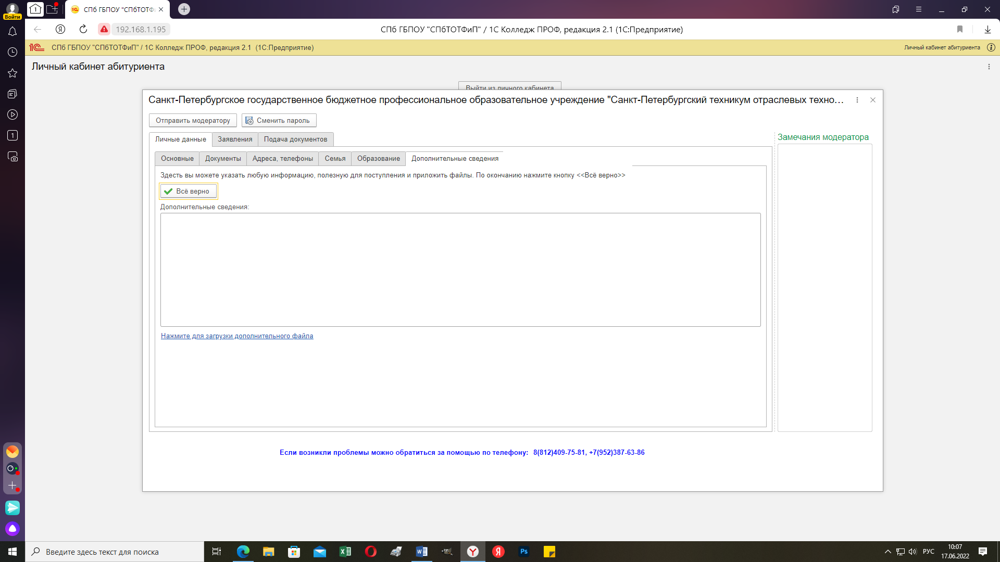 СПб ГБПОУ "СПбТОТФи
Войти
192.168.1.195
СПб ГБПОУ "СПбТОТФиП" / 1С Колледж ПРОФ, редакция 2.1 (1С:Предприятие)
СПб ГБПОУ "СПбТОТФиП" / 1С Колледж ПРОФ, редакция 2.1 (1С:Предприятие)
Личный кабинет абитуриента
Личный кабинет абитуриента
Выйти из личного кабинета
Санкт-Петербургское государственное бюджетное профессиональное образовательное учреждение "Санкт-Петербургский техникум отраслевых техно...
Отправить модератору
Сменить пароль
Личные данные
Заявления
Подача документов
Замечания модератора
Основные
Документы
Адреса, телефоны
Семья
Образование
Дополнительные сведения
Здесть вы можете указать любую информацию, полезную для поступления и приложить файлы. По окончанию нажмите кнопку <<Всё верно>>
Всё верно
Дополнительные сведения:
Нажмите для загрузки дополнительного файла
Если возникли проблемы можно обратиться за помощью по телефону: 8(812)409-75-81, +7(952)387-63-86
Введите здесь текст для поиска
РУС
10:07
17.06.2022